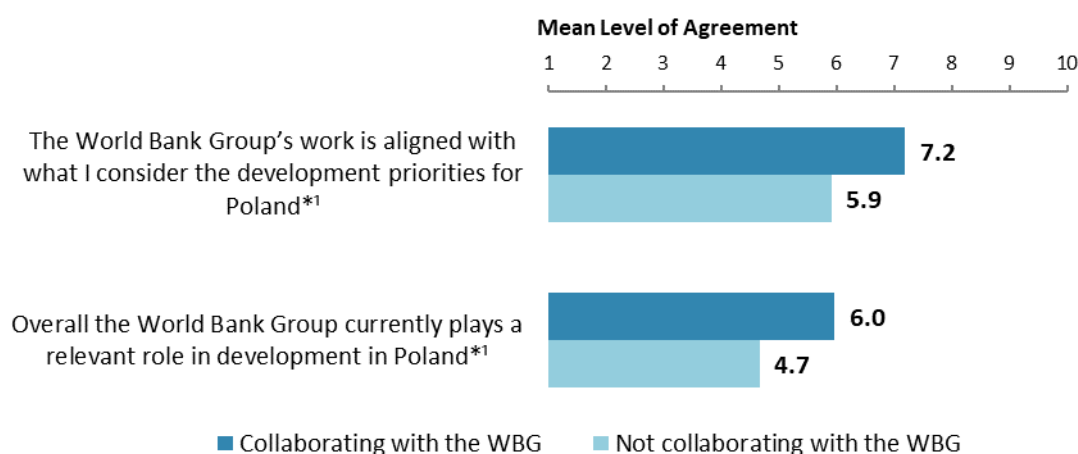 Mean Level of Agreement
1 2 3 4 5 6 7 8 9 10
The World Bank Group’s work is aligned with
what I consider the development priorities for
Poland*¹
7.2
5.9
Overall the World Bank Group currently plays a
relevant role in development in Poland*¹
6.0
4.7
Collaborating with the WBG Not collaborating with the WBG